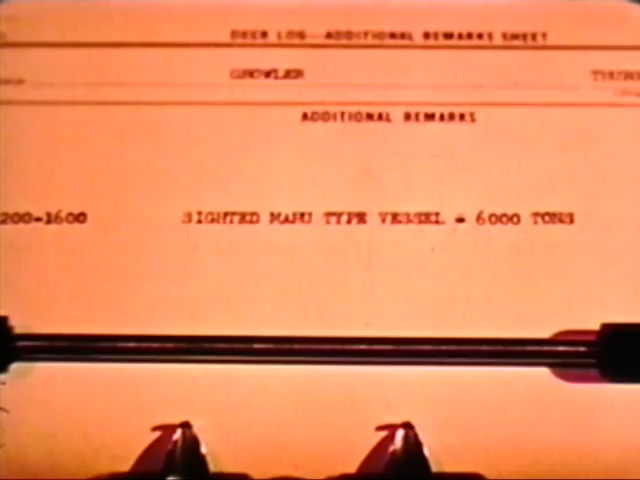 DECK LOG—ADDITIONAL REMARKS SHEET
GROWLER
ADDITIONAL REMARKS
200-1600 SIGHTED MARU TYPE VESSEL - 6000 TONS